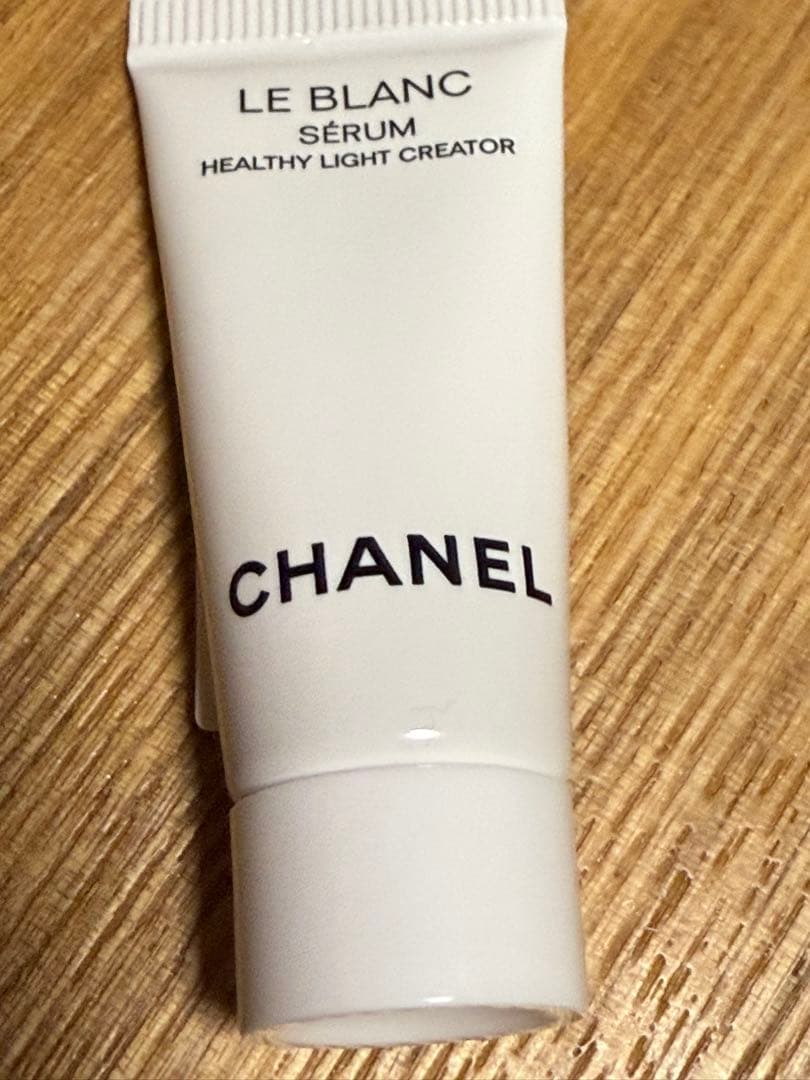 LE BLANC
SÉRUM
HEALTHY LIGHT CREATOR
CHANEL